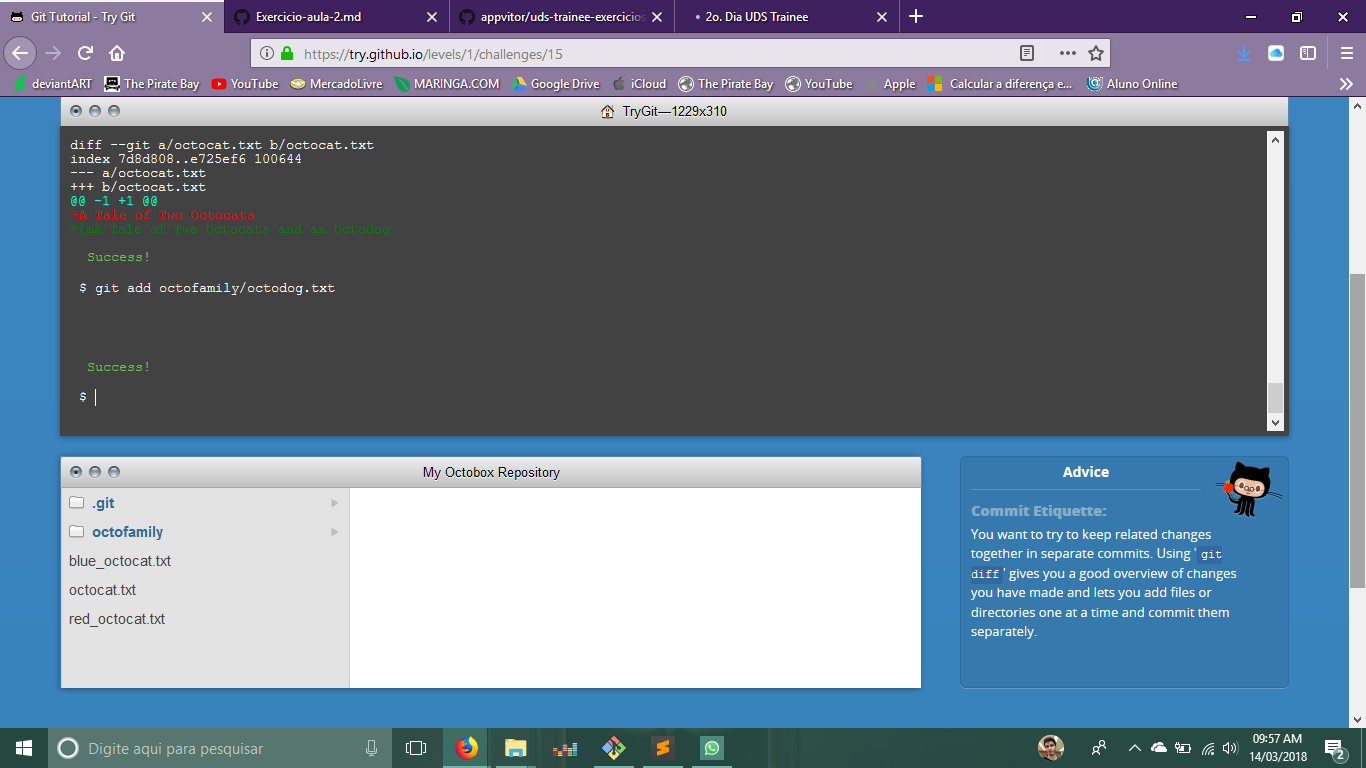 Git Tutorial - Try Git
Exercicio-aula-2.md
appvitor/uds-trainee-exercicios
2o. Dia UDS Trainee
https://try.github.io/levels/1/challenges/15
deviantART
The Pirate Bay
YouTube
MercadoLivre
MARINGA.COM
Google Drive
iCloud
The Pirate Bay
YouTube
Apple
Calcular a diferença e...
Aluno Online
TryGit—1229x310
diff --git a/octocat.txt b/octocat.txt
index 7d8d808..e725ef6 100644
--- a/octocat.txt
+++ b/octocat.txt
@@ -1 +1 @@
-A Tale of Two Octocats
+[mA Tale of Two Octocats and an Octodog
Success!
$ git add octofamily/octodog.txt
Success!
$
My Octobox Repository
.git
octofamily
blue_octocat.txt
octocat.txt
red_octocat.txt
Advice
Commit Etiquette:
You want to try to keep related changes
together in separate commits. Using 'git
diff' gives you a good overview of changes
you have made and lets you add files or
directories one at a time and commit them
separately.
Digite aqui para pesquisar
09:57 AM
14/03/2018
2